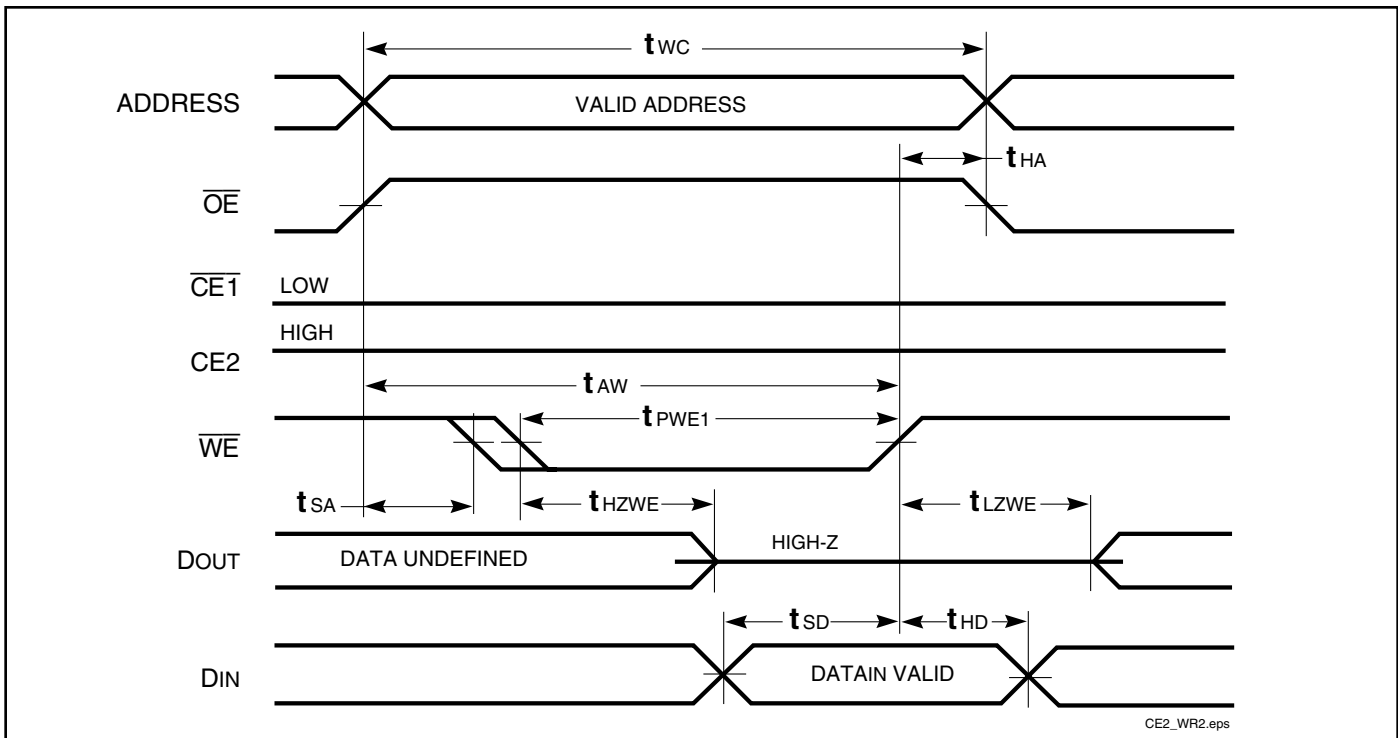 tWC
ADDRESS
VALID ADDRESS
tHA
OE
CE1
LOW
HIGH
CE2
tAW
tPWE1
WE
tSA
tHZWE
tLZWE
HIGH-Z
DOUT
DATA UNDEFINED
tSD
tHD
DIN
DATAIN VALID
CE2_WR2.eps